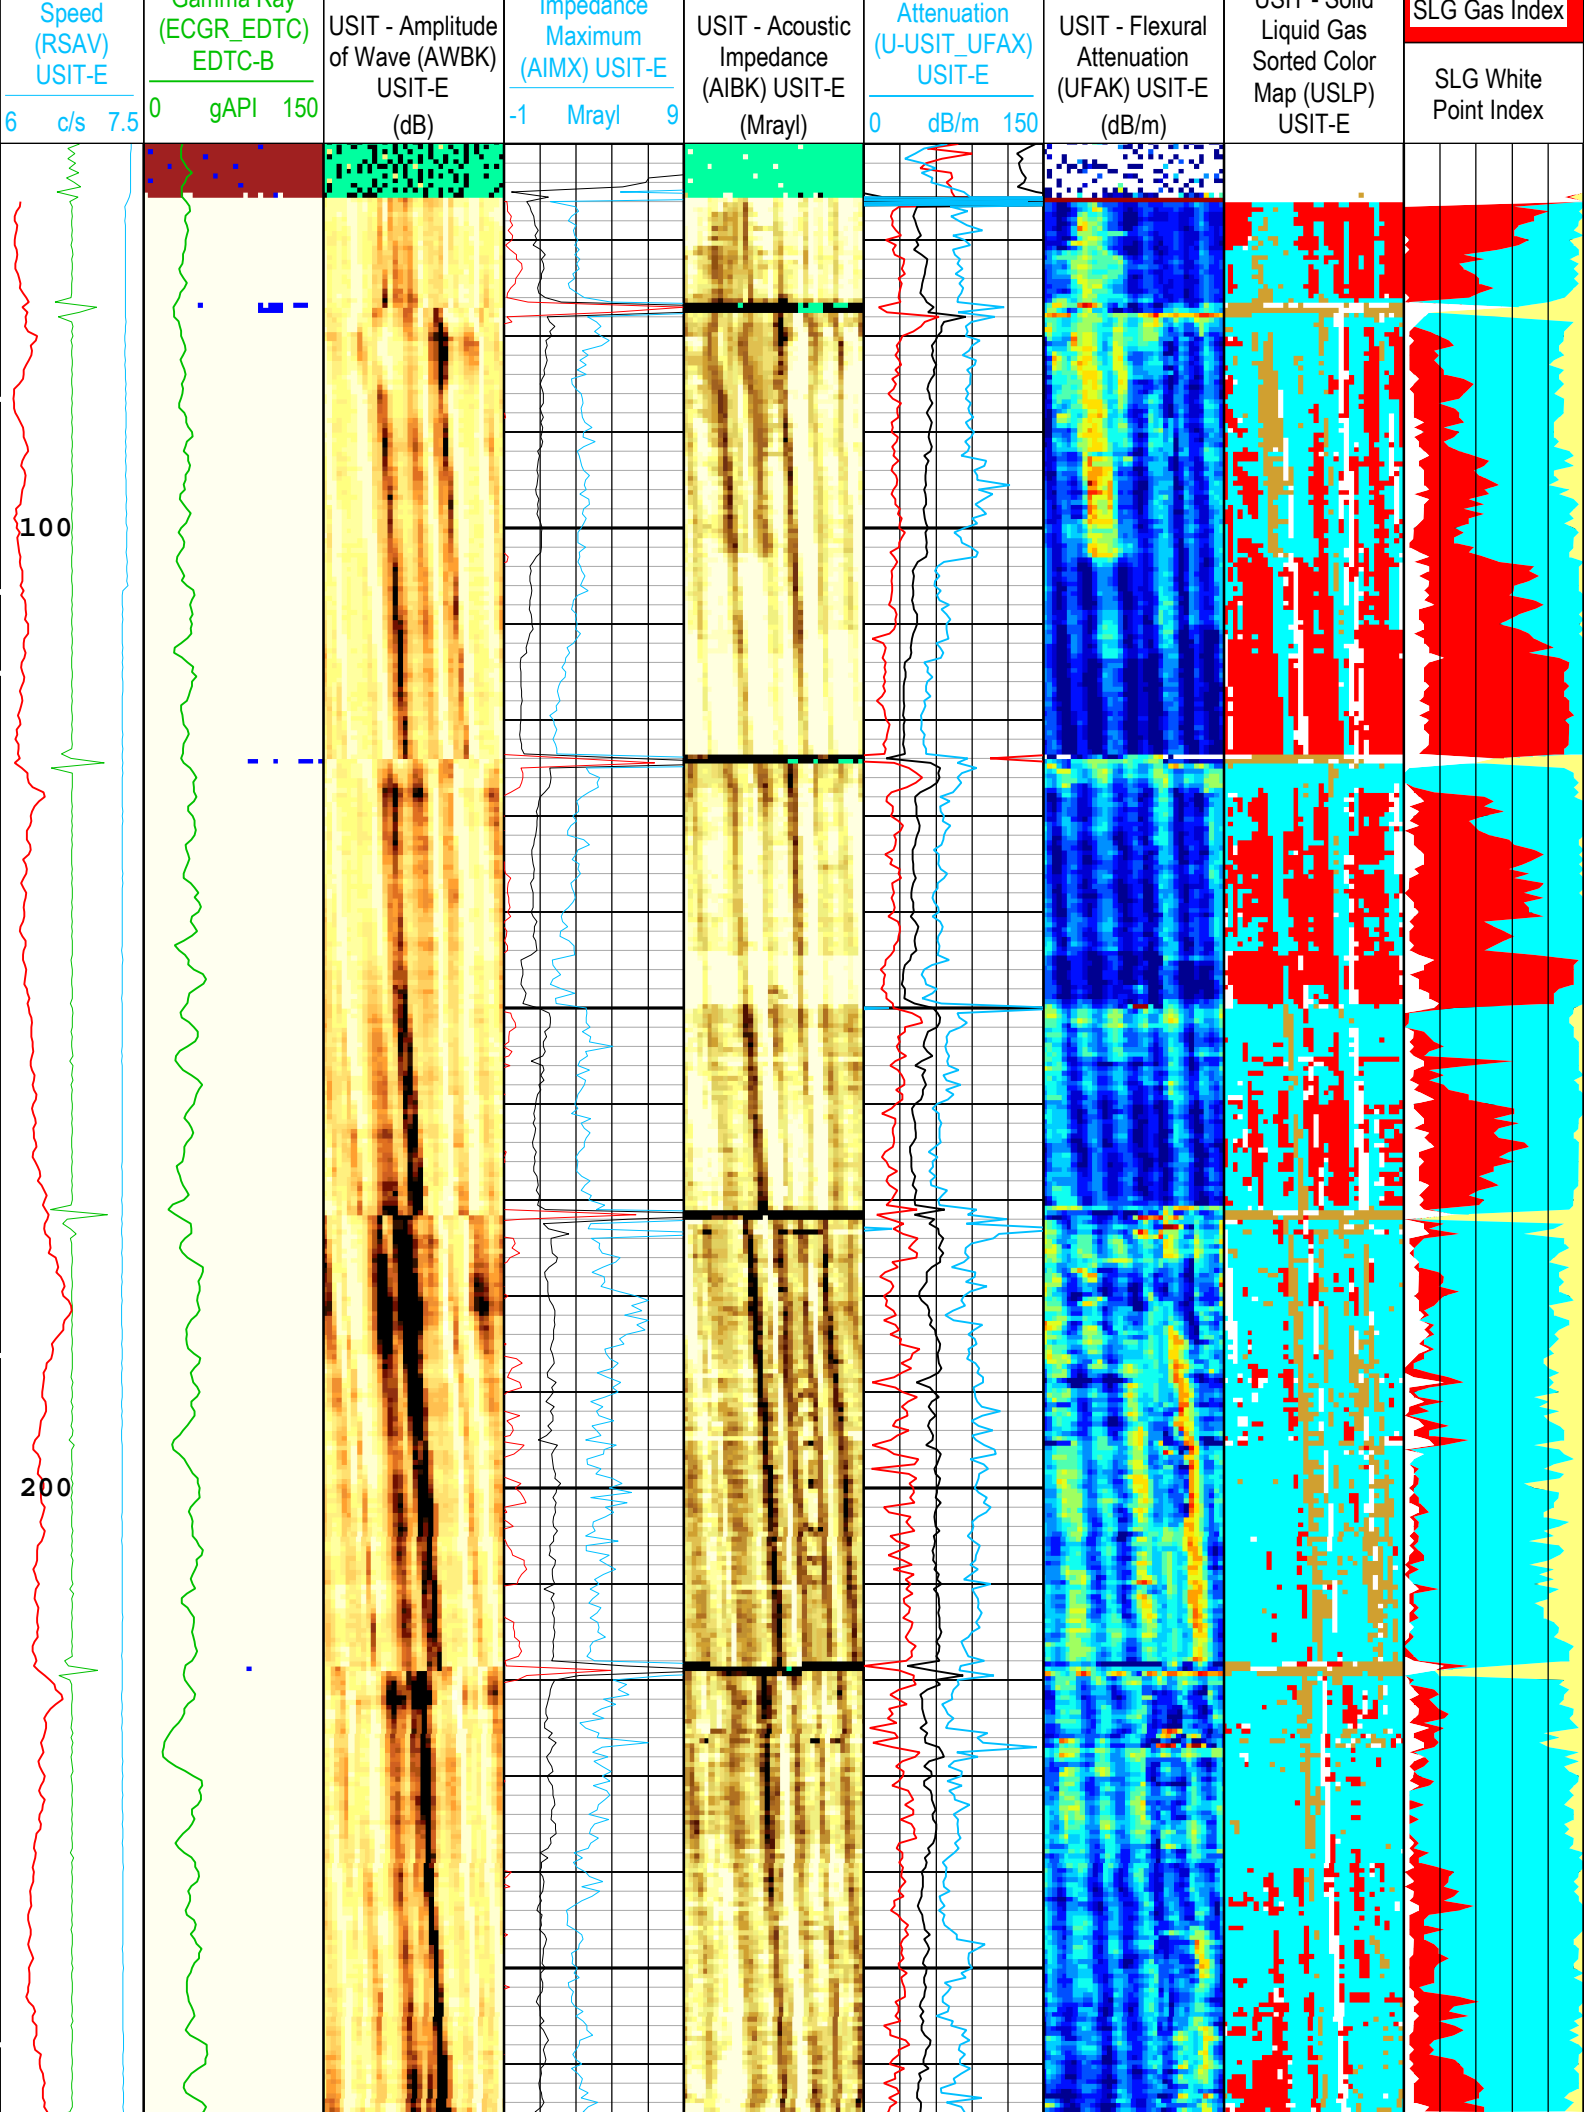 Speed
(RSAV)
USIT-E
6 c/s 7.5
Gamma Ray
(ECGR_EDTC)
EDTC-B
0 gAPI 150
USIT - Amplitude
of Wave (AWBK)
USIT-E
(dB)
Impedance
Maximum
(AIMX) USIT-E
-1 Mrayl 9
USIT - Acoustic
Impedance
(AIBK) USIT-E
(Mrayl)
Attenuation
(U-USIT_UFAX)
USIT-E
0 dB/m 150
USIT - Flexural
Attenuation
(UFAK) USIT-E
(dB/m)
USIT - Solid
Liquid Gas
Sorted Color
Map (USLP)
USIT-E
SLG Gas Index
SLG White
Point Index
100
200